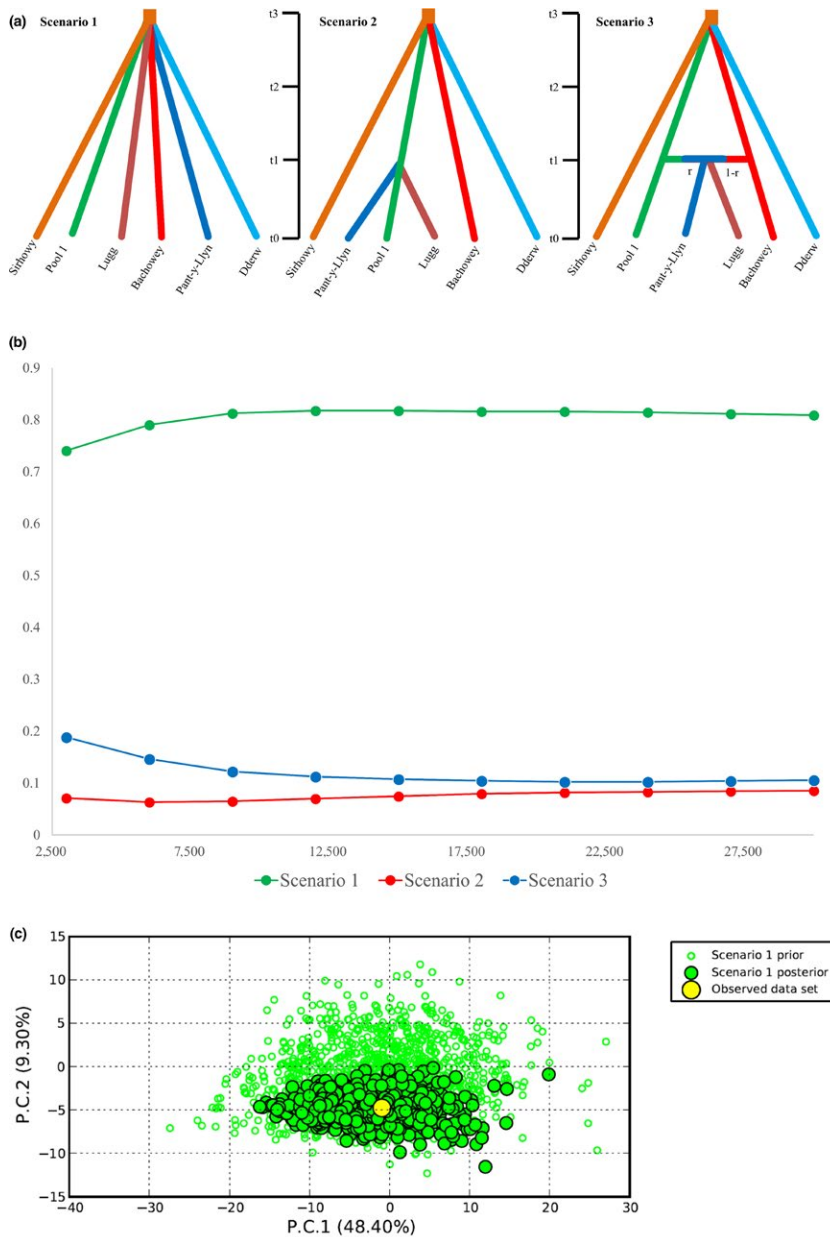 (a)
Scenario 1
t3
Scenario 2
t3
Scenario 3
t2
t2
t1
t1
r
1-r
t0
t0
Sirhowy
Pool 1
Lugg
Bachowey
Pant-y-Llyn
Dderw
Sirhowy
Pant-y-Llyn
Pool 1
Lugg
Bachowey
Dderw
Sirhowy
Pool 1
Pant-y-Llyn
Lugg
Bachowey
Dderw
(b)
0.9
0.8
0.7
0.6
0.5
0.4
0.3
0.2
0.1
0
2,500
7,500
12,500
17,500
22,500
27,500
Scenario 1
Scenario 2
Scenario 3
(c)
15
10
5
0
−5
−10
−15
P.C.2 (9.30%)
−40
−30
−20
−10
0
10
20
30
P.C.1 (48.40%)
Scenario 1 prior
Scenario 1 posterior
Observed data set